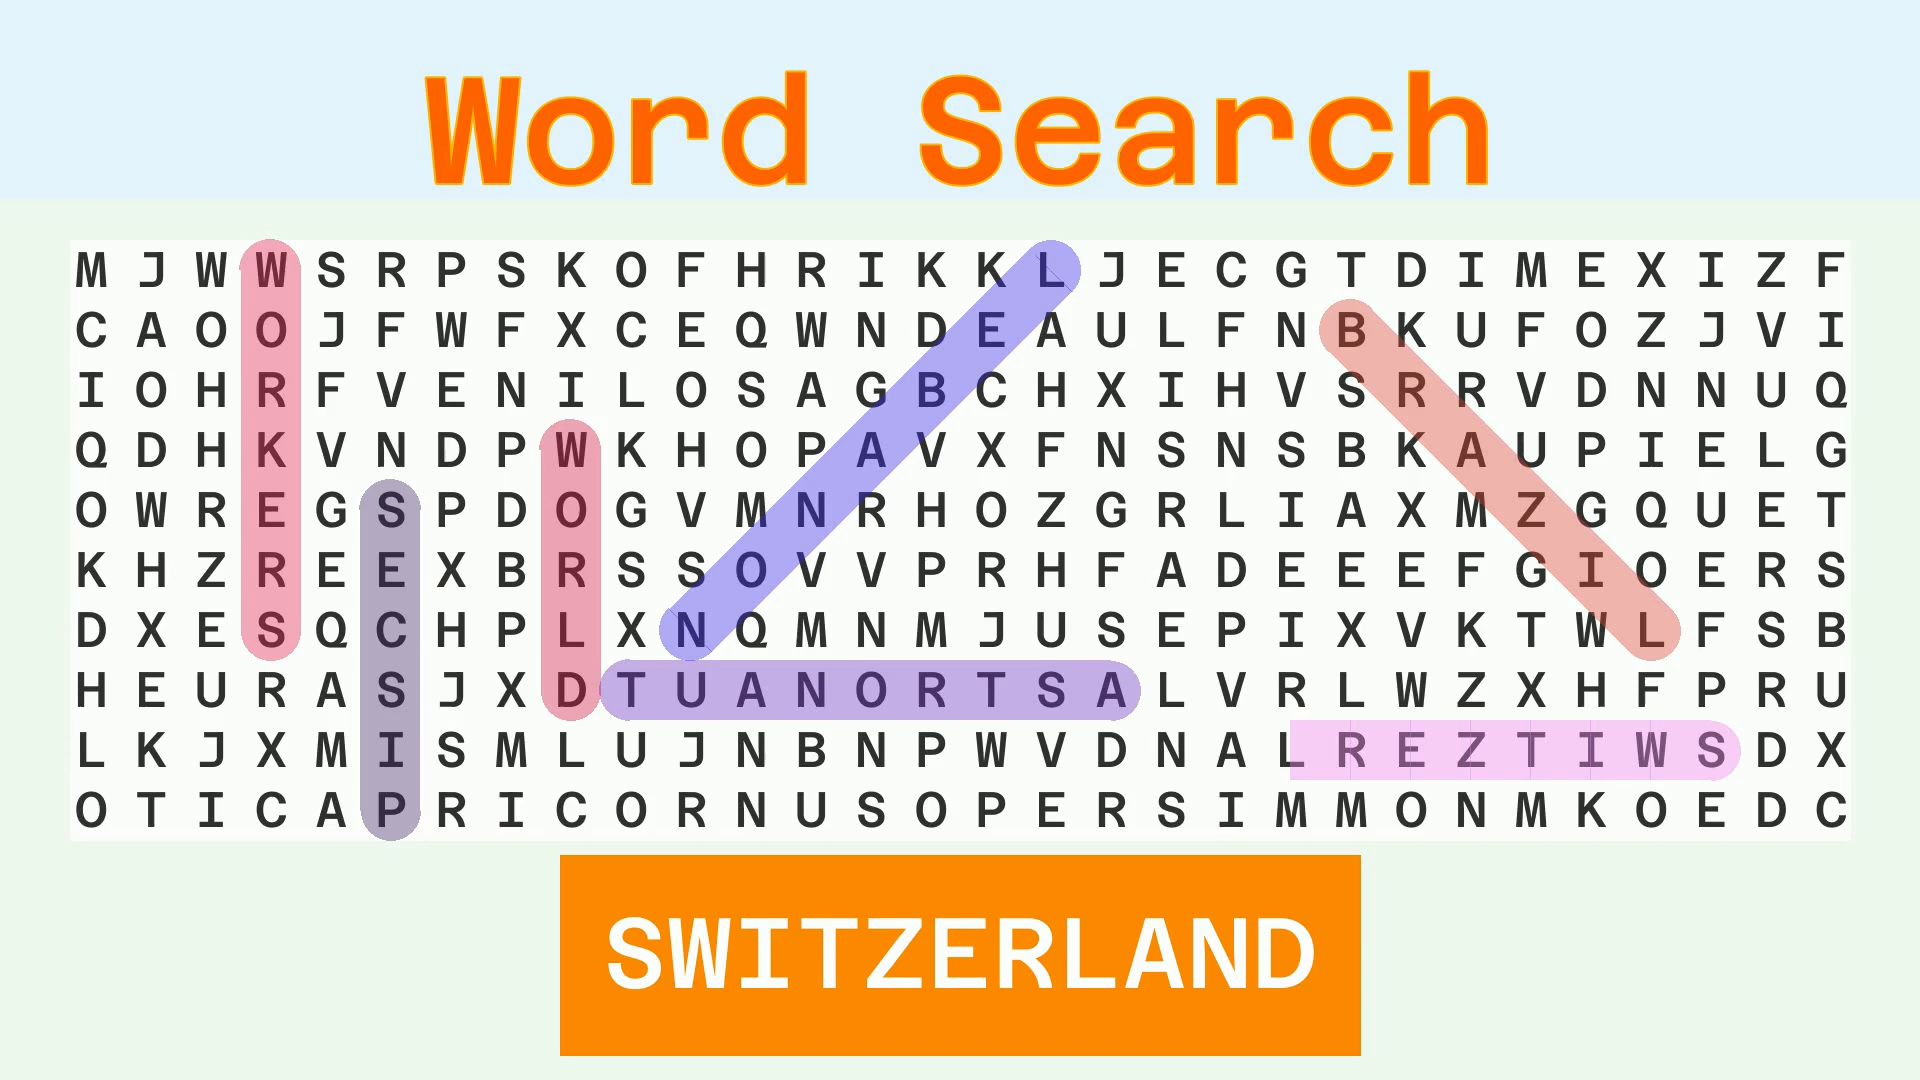 Word Search
M J W W S R P S K O F H R I K K L J E C G T D I M E X I Z F
C A O O J F W F X C E Q W N D E A U L F N B K U F O Z J V I
I O H R F V E N I L O S A G B C H X I H V S R R V D N N U Q
Q D H K V N D P W K H O P A V X F N S N S B K A U P I E L G
O W R E G S P D O G V M N R H O Z G R L I A X M Z G Q U E T
K H Z R E E X B R S S O V V P R H F A D E E E F G I O E R S
D X E S Q C H P L X N Q M N M J U S E P I X V K T W L F S B
H E U R A S J X D T U A N O R T S A L V R L W Z X H F P R U
L K J X M I S M L U J N B N P W V D N A L R E Z T I W S D X
O T I C A P R I C O R N U S O P E R S I M M O N M K O E D C
SWITZERLAND